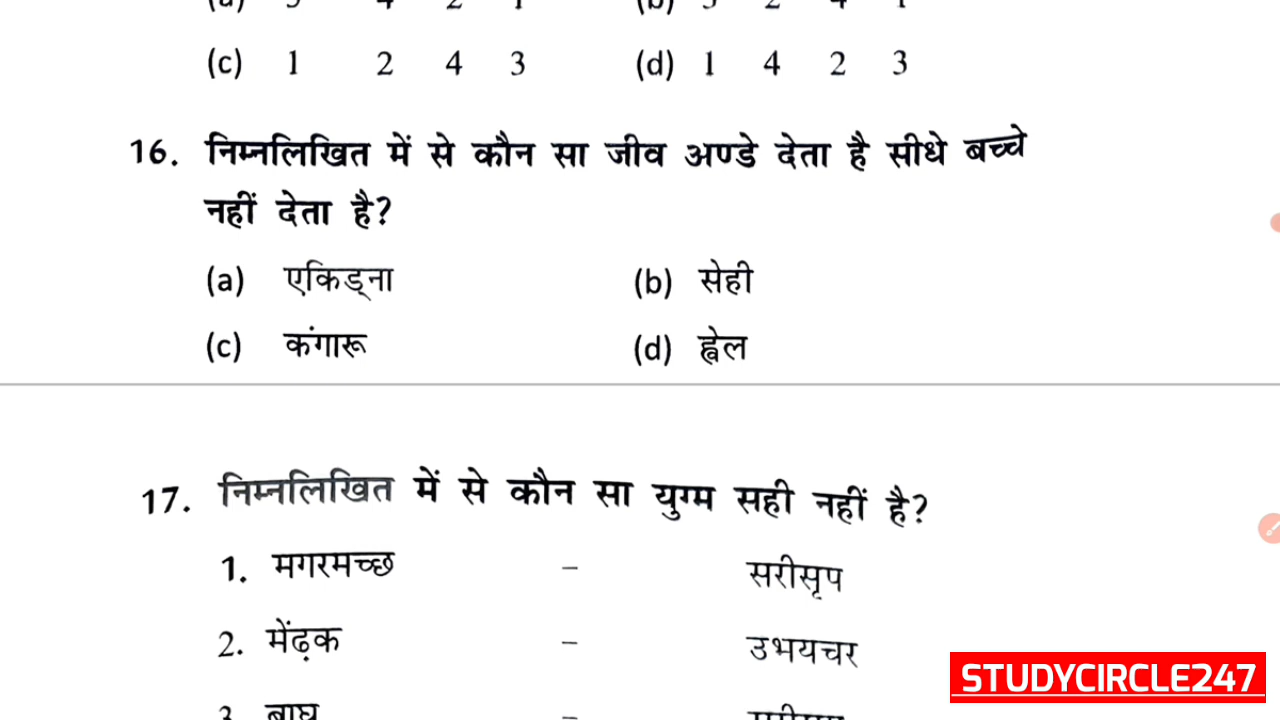 (c) 1 2 4 3 (d) 1 4 2 3
16. निम्नलिखित में से कौन सा जीव अण्डे देता है सीधे बच्चे
नहीं देता है?
(a) एकिड्ना (b) सेही
(c) कंगारू (d) ह्वेल
17. निम्नलिखित में से कौन सा युग्म सही नहीं है?
1. मगरमच्छ – सरीसृप
2. मेंढ़क – उभयचर
3. बाघ –
STUDYCIRCLE247